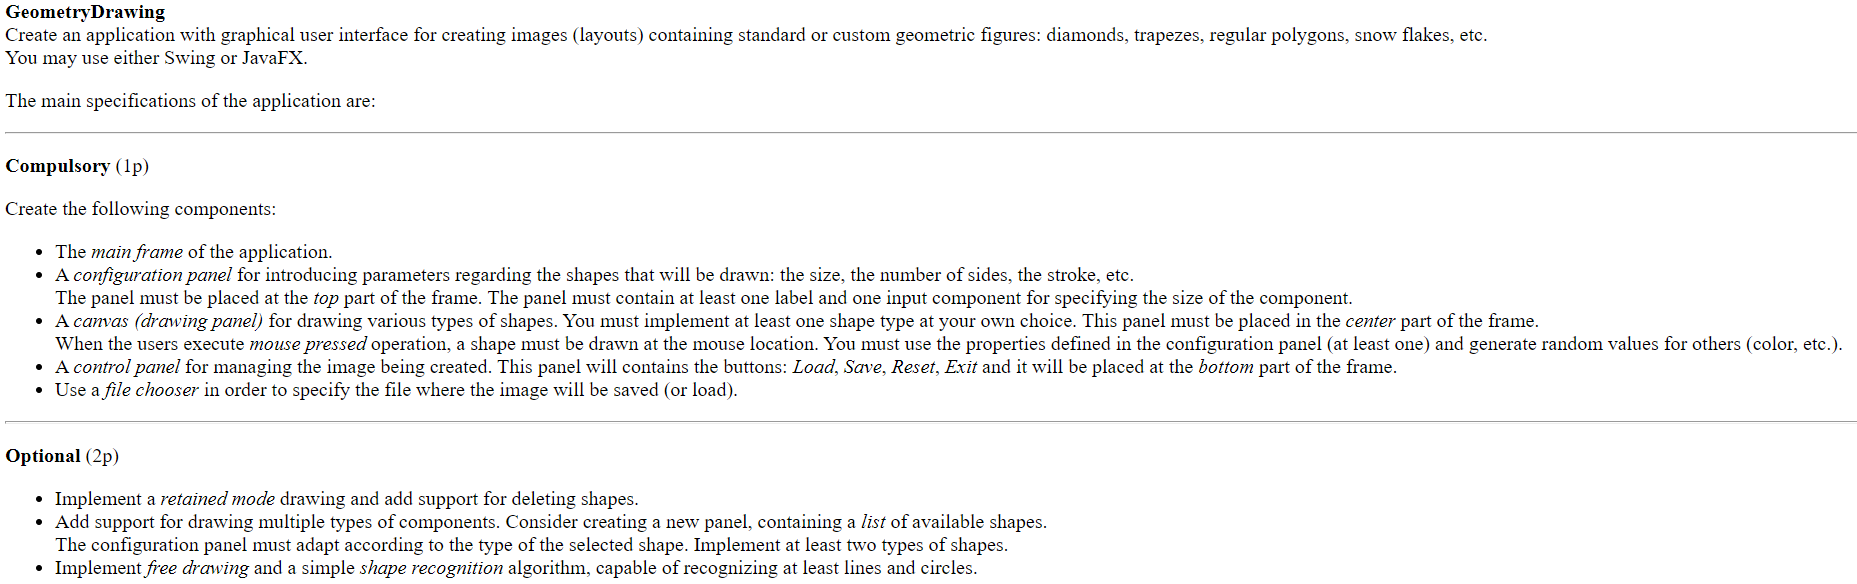 GeometryDrawing
Create an application with graphical user interface for creating images (layouts) containing standard or custom geometric figures: diamonds, trapezes, regular polygons, snow flakes, etc.
You may use either Swing or JavaFX.
The main specifications of the application are:
Compulsory (1p)
Create the following components:
• The main frame of the application.
• A configuration panel for introducing parameters regarding the shapes that will be drawn: the size, the number of sides, the stroke, etc.
The panel must be placed at the top part of the frame. The panel must contain at least one label and one input component for specifying the size of the component.
• A canvas (drawing panel) for drawing various types of shapes. You must implement at least one shape type at your own choice. This panel must be placed in the center part of the frame.
When the users execute mouse pressed operation, a shape must be drawn at the mouse location. You must use the properties defined in the configuration panel (at least one) and generate random values for others (color, etc.).
• A control panel for managing the image being created. This panel will contains the buttons: Load, Save, Reset, Exit and it will be placed at the bottom part of the frame.
• Use a file chooser in order to specify the file where the image will be saved (or load).
Optional (2p)
• Implement a retained mode drawing and add support for deleting shapes.
• Add support for drawing multiple types of components. Consider creating a new panel, containing a list of available shapes.
The configuration panel must adapt according to the type of the selected shape. Implement at least two types of shapes.
• Implement free drawing and a simple shape recognition algorithm, capable of recognizing at least lines and circles.